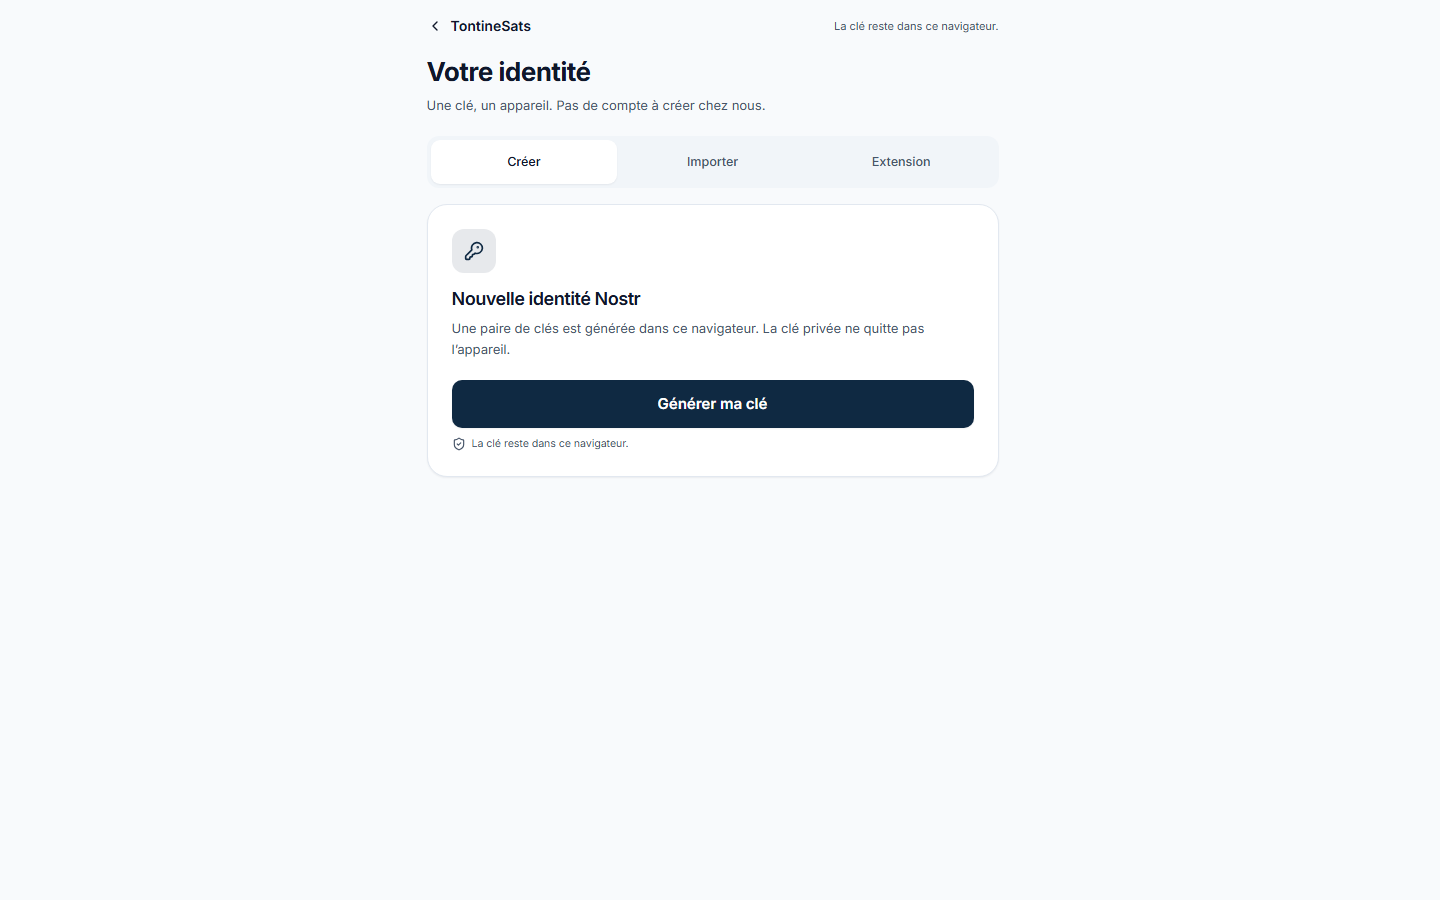 TontineSats
La clé reste dans ce navigateur.
Votre identité
Une clé, un appareil. Pas de compte à créer chez nous.
Créer
Importer
Extension
Nouvelle identité Nostr
Une paire de clés est générée dans ce navigateur. La clé privée ne quitte pas
l’appareil.
Générer ma clé
La clé reste dans ce navigateur.